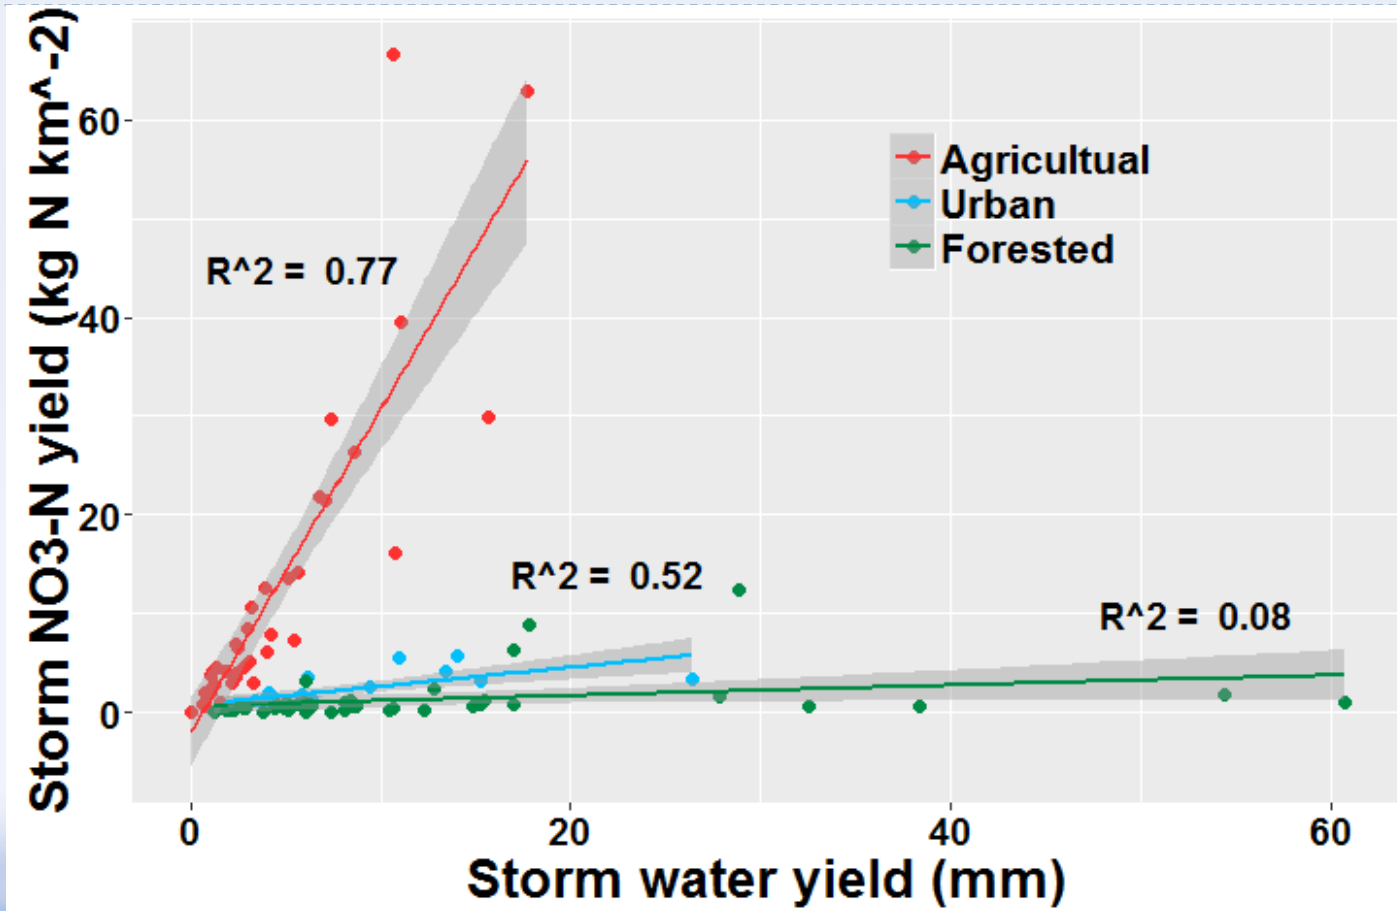 Storm NO3-N yield (kg N km^-2)
60
40
20
0
R^2 = 0.77
Agricultual
Urban
Forested
R^2 = 0.52
R^2 = 0.08
0
20
40
60
Storm water yield (mm)